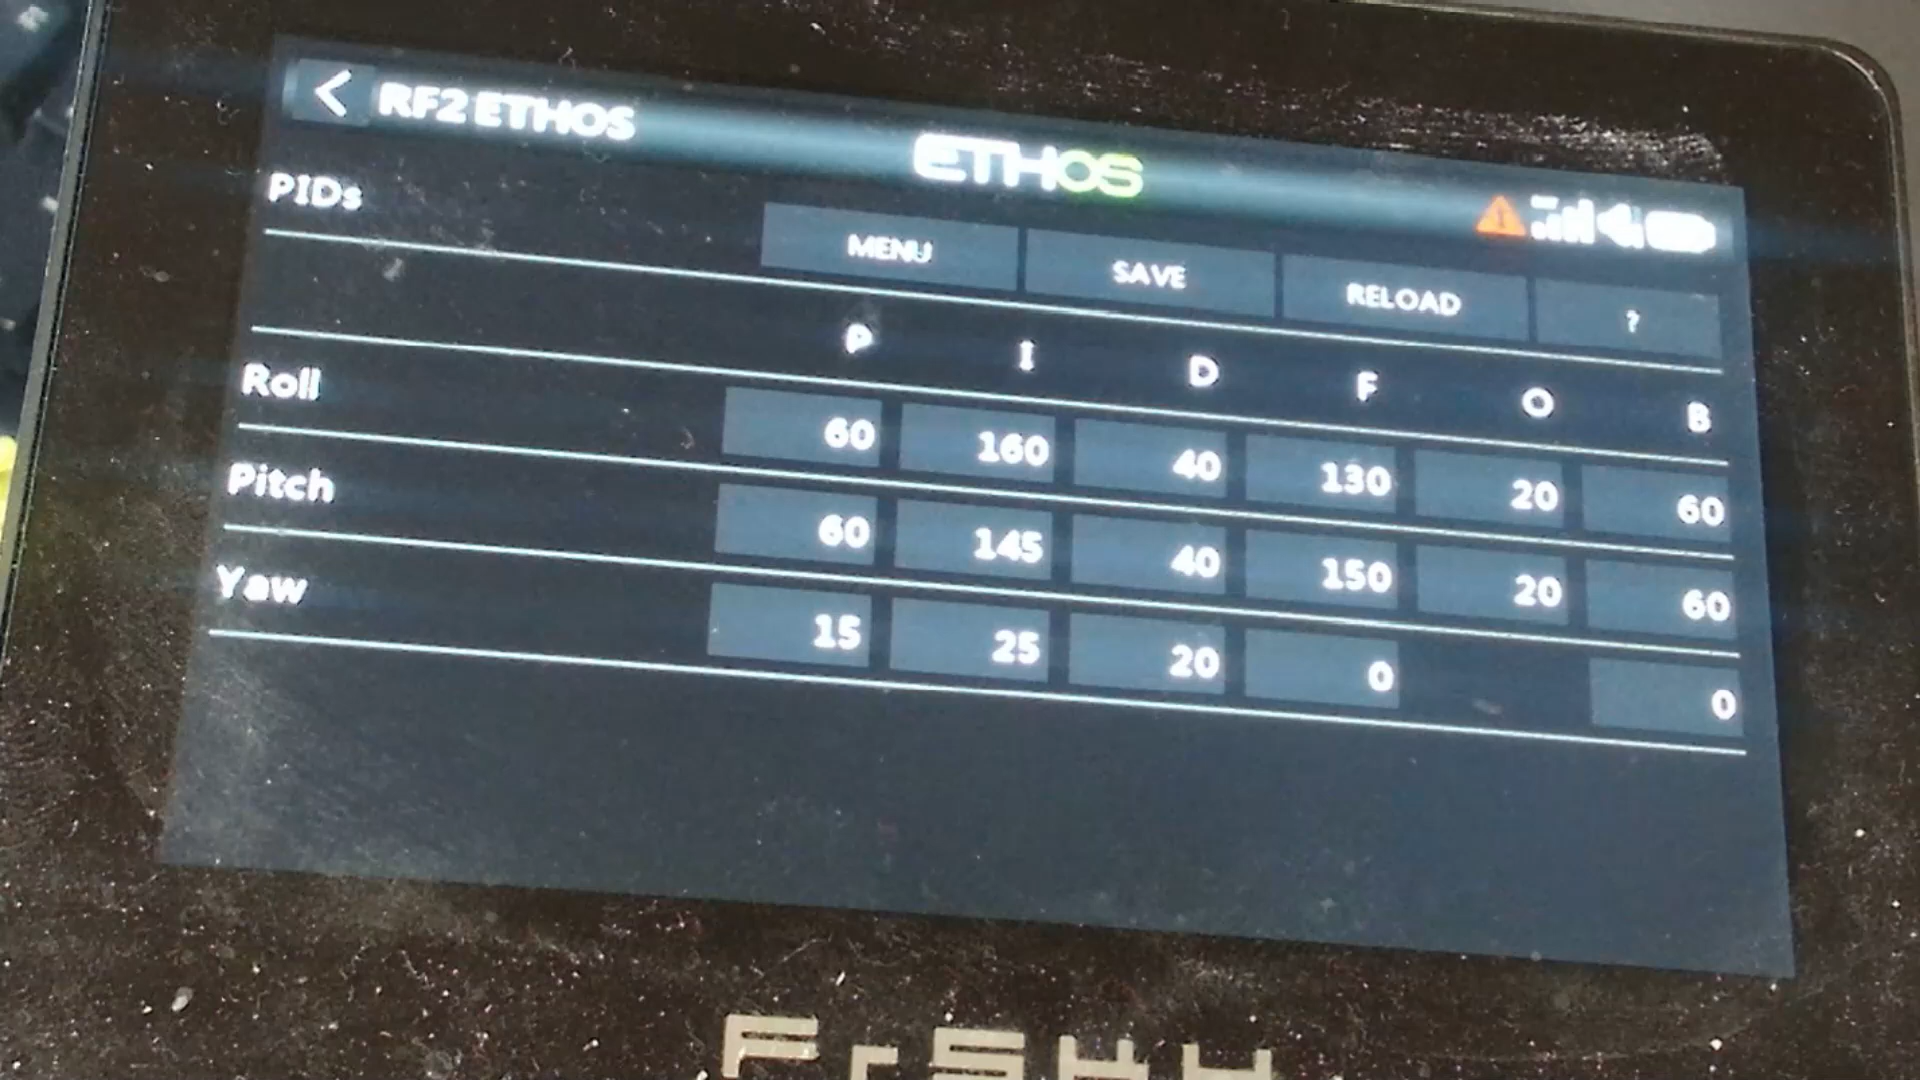 RF2 ETHOS
ETHOS
PIDs
MENU SAVE RELOAD ?
P I D F O B
Roll 60 160 40 130 20 60
Pitch 60 145 40 150 20 60
Yaw 15 25 20 0 0
FrSky